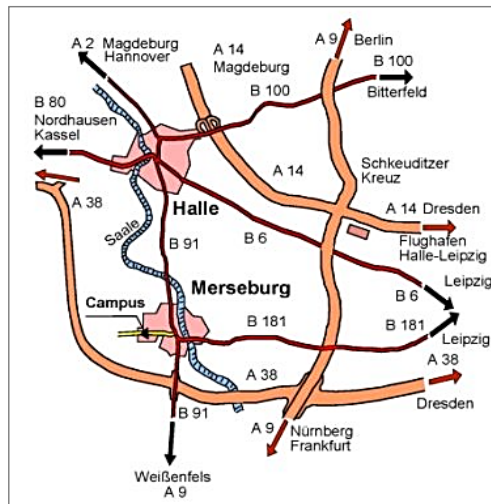 A 2
Magdeburg
Hannover
A 14
Magdeburg
A 9
Berlin
B 100
Bitterfeld
B 100
B 80
Nordhausen
Kassel
Schkeuditzer
Kreuz
A 14
A 38
Halle
A 14 Dresden
Flughafen
Halle-Leipzig
Saale
B 91
B 6
Merseburg
Leipzig
B 6
Campus
B 181
B 181
Leipzig
A 38
A 38
Dresden
B 91
A 9
Nürnberg
Frankfurt
Weißenfels
A 9